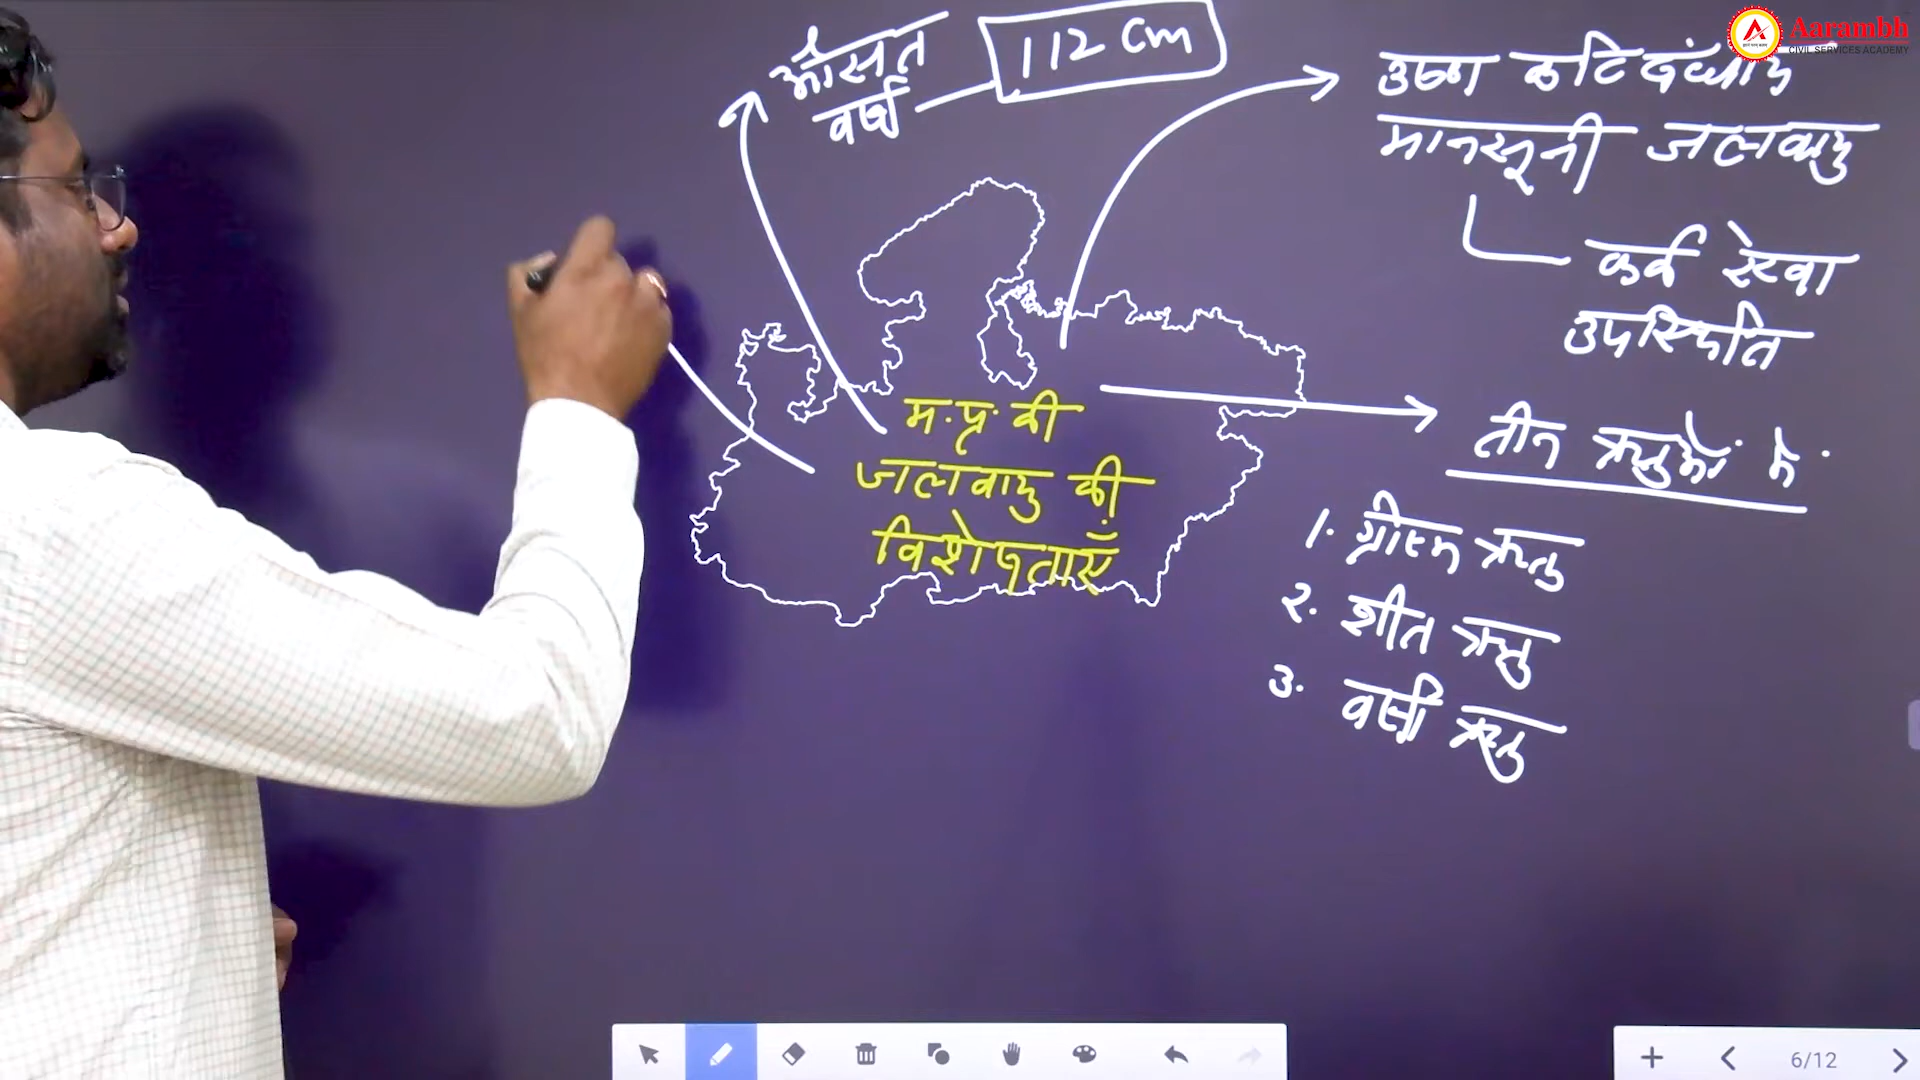 औसत
वर्षा
112 cm
उष्ण कटिबंधीय
मानसूनी जलवायु
कर्क रेखा
उपस्थिति
म.प्र. की
जलवायु की
विशेषताएँ
तीन ऋतुओं में
1. ग्रीष्म ऋतु
2. शीत ऋतु
3. वर्षा ऋतु
Aarambh
CIVIL SERVICES ACADEMY
6/12